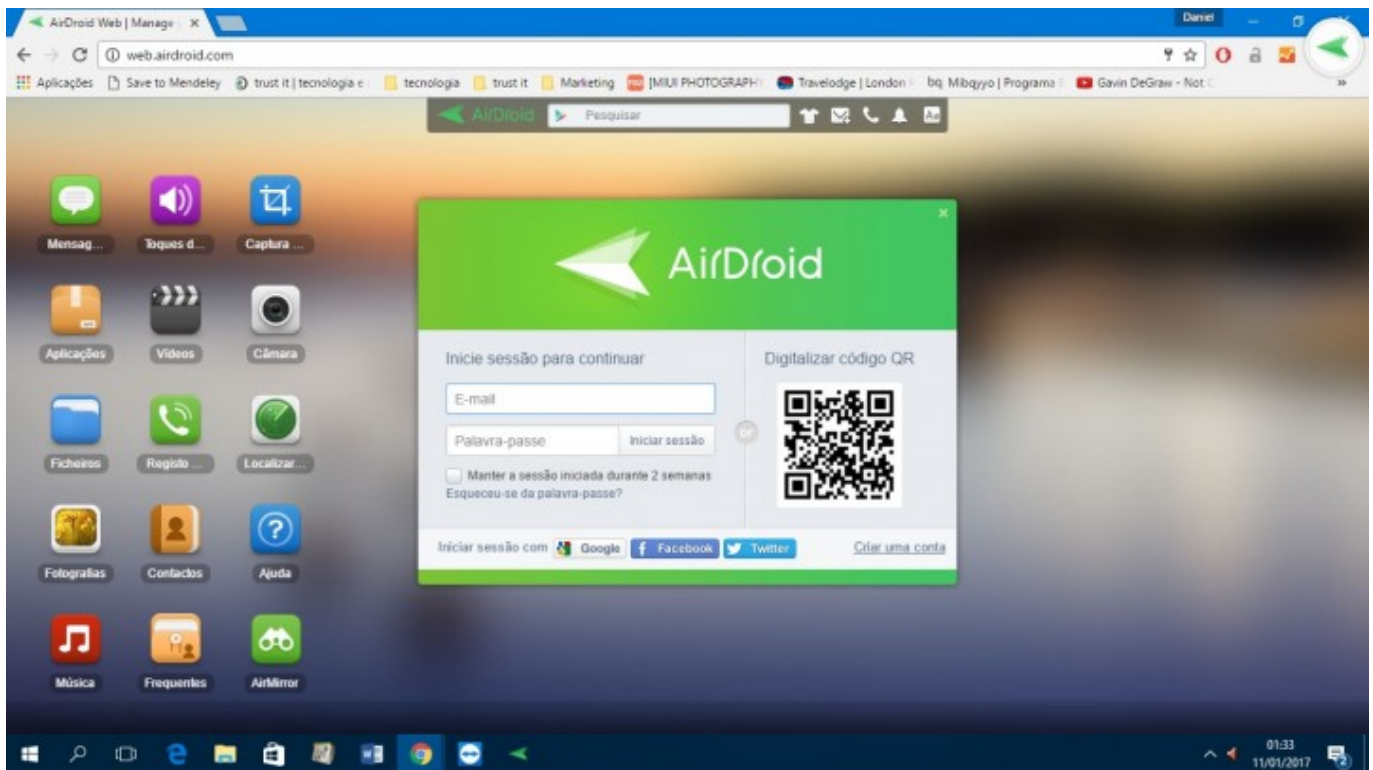 AirDroid Web | Manage
Daniel
web.airdroid.com
Aplicações
Save to Mendeley
trust it | tecnologia e
tecnologia
trust it
Marketing
[MIUI PHOTOGRAPHY
Travelodge | London
bq Mibqyyo | Programa
Gavin DeGraw - Not
AirDroid
Pesquisar
Mensag... Toques d... Captura ...
Aplicações Vídeos Câmara
Ficheiros Registo ... Localizar...
Fotografias Contactos Ajuda
Música Frequentes AirMirror
AirDroid
Inicie sessão para continuar
E-mail
Palavra-passe
Iniciar sessão
Manter a sessão iniciada durante 2 semanas
Esqueceu-se da palavra-passe?
or
Digitalizar código QR
Iniciar sessão com Google Facebook Twitter Criar uma conta
01:33
11/01/2017
2